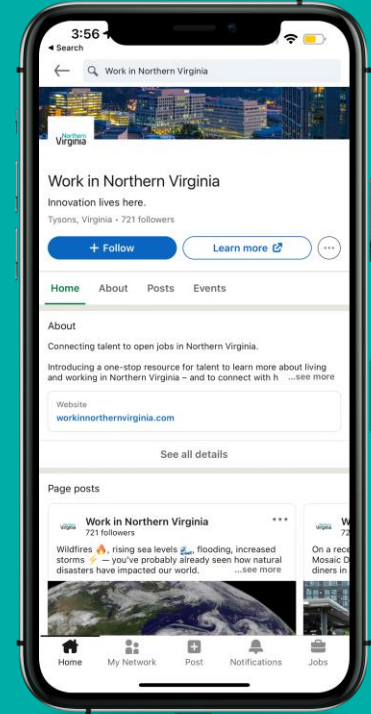 3:56
◀ Search
Work in Northern Virginia
Northern
Virginia
Work in Northern Virginia
Innovation lives here.
Tysons, Virginia • 721 followers
+ Follow
Learn more
Home About Posts Events
About
Connecting talent to open jobs in Northern Virginia.
Introducing a one-stop resource for talent to learn more about living
and working in Northern Virginia – and to connect with h ...see more
Website
workinnorthernvirginia.com
See all details
Page posts
Virginia
Work in Northern Virginia
721 followers
Wildfires 🔥, rising sea levels 🌊, flooding, increased
storms ⚡ — you've probably already seen how natural
disasters have impacted our world. ...see more
Virginia
W
72
On a rece
Mosaic D
diners in
Home My Network Post Notifications Jobs